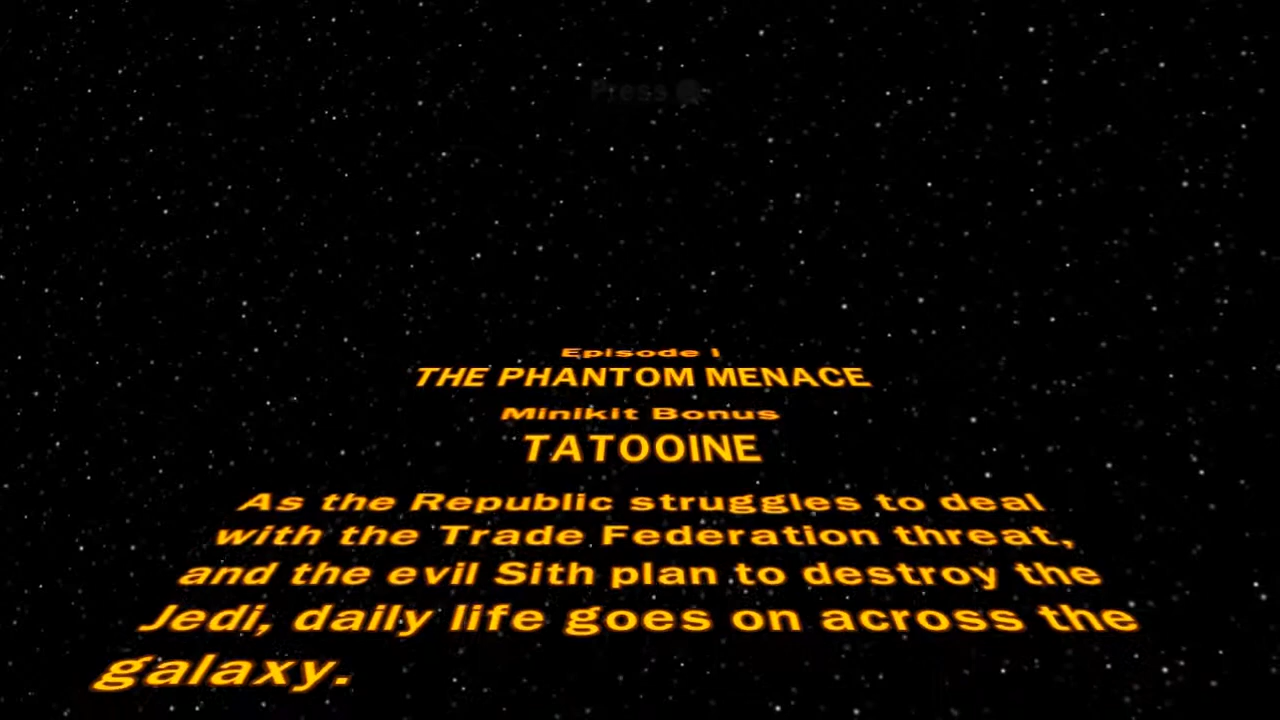 Press
Episode I
THE PHANTOM MENACE
Minikit Bonus
TATOOINE
As the Republic struggles to deal
with the Trade Federation threat,
and the evil Sith plan to destroy the
Jedi, daily life goes on across the
galaxy.